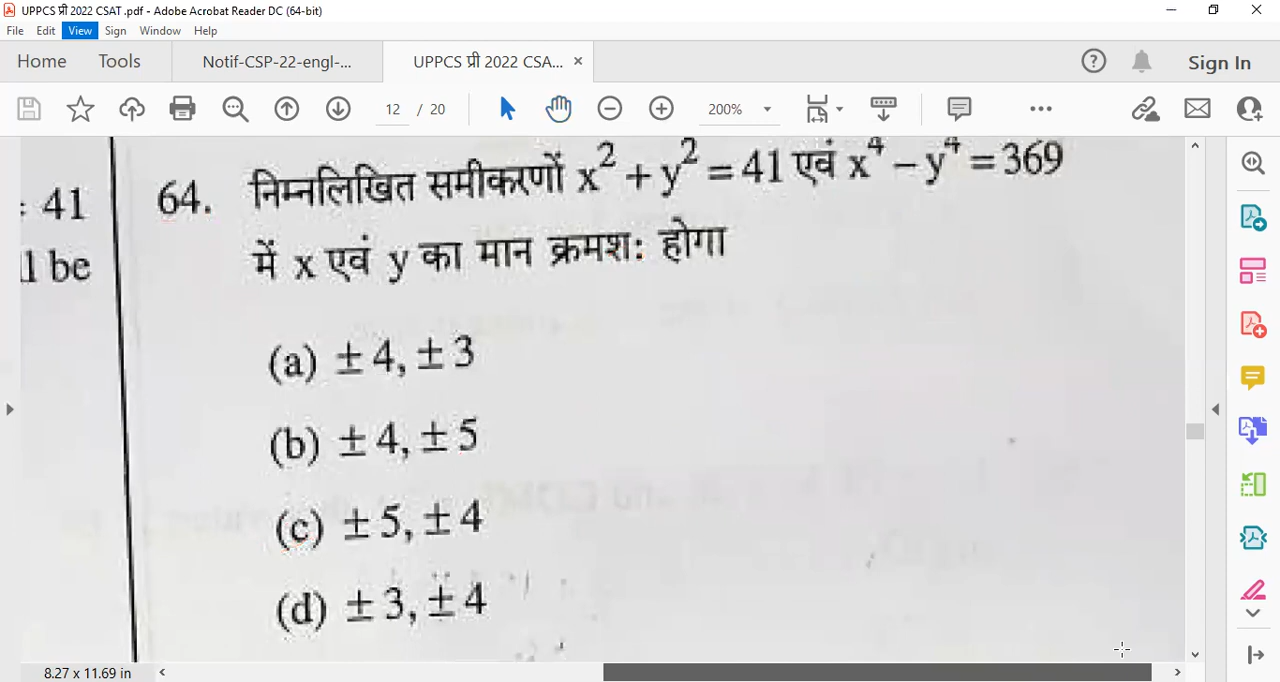 UPPCS प्री 2022 CSAT .pdf - Adobe Acrobat Reader DC (64-bit)
File Edit View Sign Window Help
Home Tools Notif-CSP-22-engl-... UPPCS प्री 2022 CSA... × Sign In
12 / 20 200%
: 41
l be
64. निम्नलिखित समीकरणों x² + y² = 41 एवं x⁴ − y⁴ = 369
में x एवं y का मान क्रमशः होगा
(a) ± 4, ± 3
(b) ± 4, ± 5
(c) ± 5, ± 4
(d) ± 3, ± 4
8.27 x 11.69 in